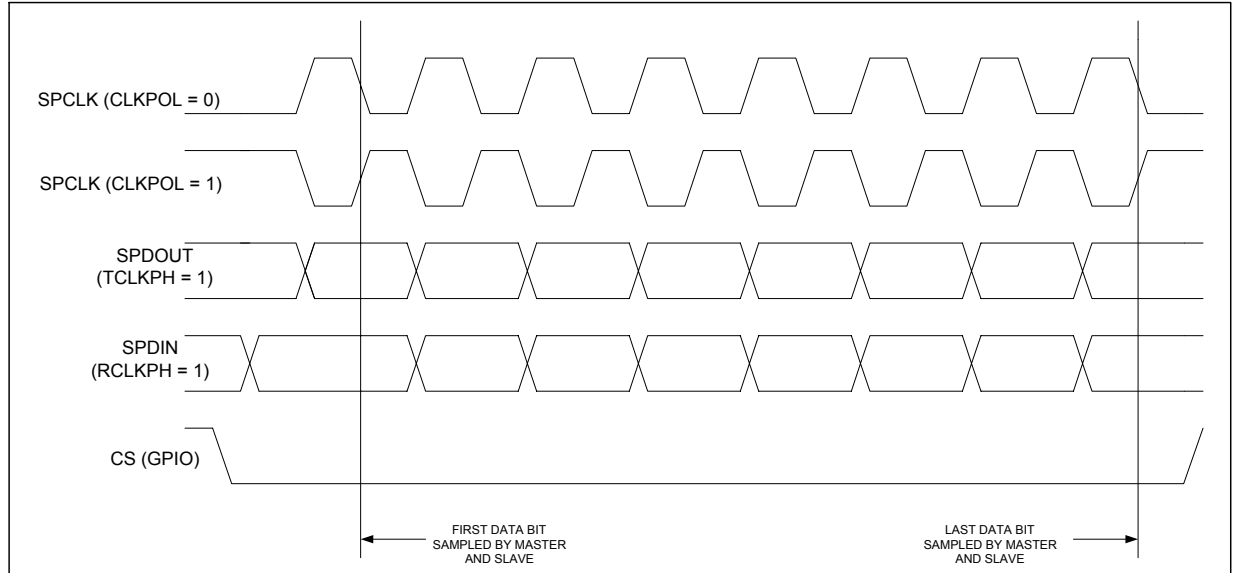 SPCLK (CLKPOL = 0)
SPCLK (CLKPOL = 1)
SPDOUT
(TCLKPH = 1)
SPDIN
(RCLKPH = 1)
CS (GPIO)
FIRST DATA BIT
SAMPLED BY MASTER
AND SLAVE
LAST DATA BIT
SAMPLED BY MASTER
AND SLAVE